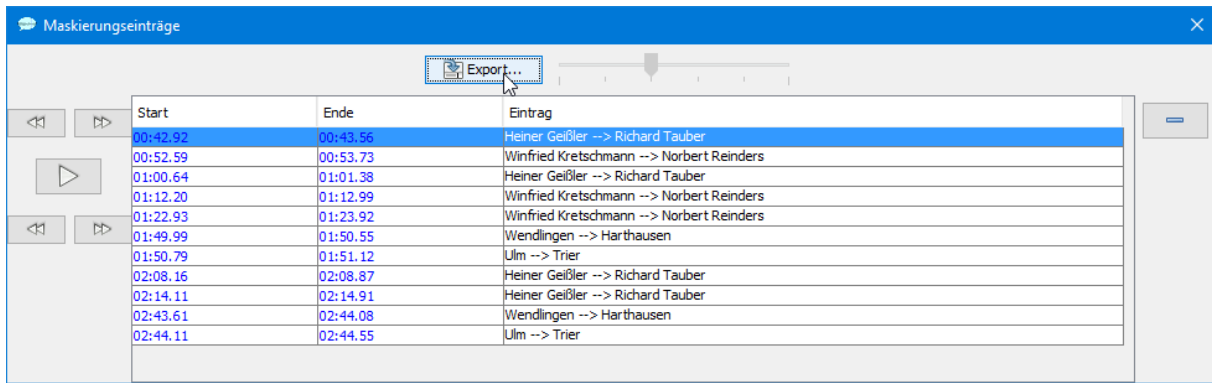 Maskierungseinträge
Export...
Start Ende Eintrag
00:42.92 00:43.56 Heiner Geißler --> Richard Tauber
00:52.59 00:53.73 Winfried Kretschmann --> Norbert Reinders
01:00.64 01:01.38 Heiner Geißler --> Richard Tauber
01:12.20 01:12.99 Winfried Kretschmann --> Norbert Reinders
01:22.93 01:23.92 Winfried Kretschmann --> Norbert Reinders
01:49.99 01:50.55 Wendlingen --> Harthausen
01:50.79 01:51.12 Ulm --> Trier
02:08.16 02:08.87 Heiner Geißler --> Richard Tauber
02:14.11 02:14.91 Heiner Geißler --> Richard Tauber
02:43.61 02:44.08 Wendlingen --> Harthausen
02:44.11 02:44.55 Ulm --> Trier